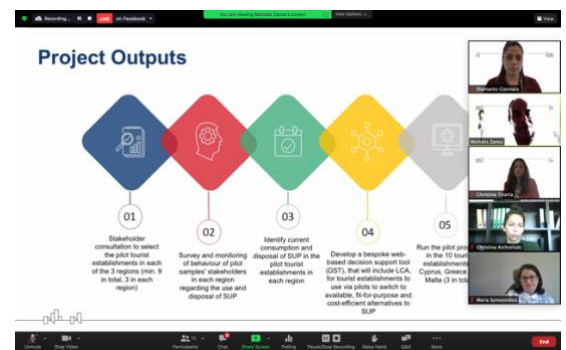 Recording...
LIVE on Facebook
You are viewing Michalis Zanos's screen
View Options
View
Project Outputs
01
Stakeholder
consultation to select
the pilot tourist
establishments in each
of the 3 regions (min. 9
in total, 3 in each
region)
02
Survey and monitoring
of behaviour of pilot
samples' stakeholders
in each region
regarding the use and
disposal of SUP
03
Identify current
consumption and
disposal of SUP in the
pilot tourist
establishments in
each region
04
Develop a bespoke web-
based decision support tool
(DST), that will include LCA,
for tourist establishments to
use via pilots to switch to
available, fit-for-purpose and
cost-efficient alternatives to
SUP
05
Run the pilot pro
in the 10 touri
establishments
Cyprus, Greece
Malta (3 in tot
Michalis Zanos
Christina
Christina Archontaki
Maria Symeonidou
Unmute
Stop Video
Participants
Chat
Share Screen
Polling
Pause/Stop Recording
Raise Hand
Q&A
More
End